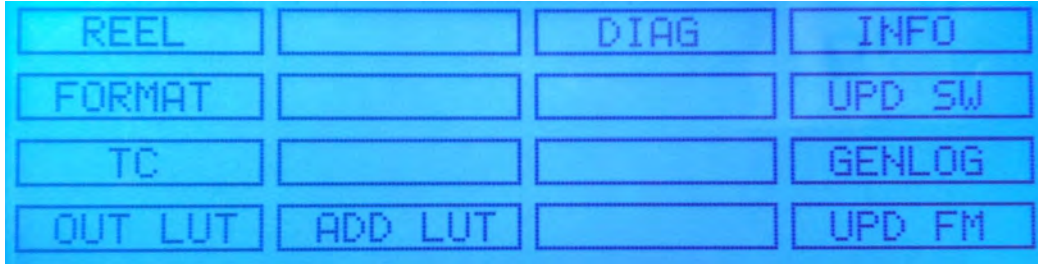 REEL DIAG INFO
FORMAT UPD SW
TC GENLOG
OUT LUT ADD LUT UPD FM